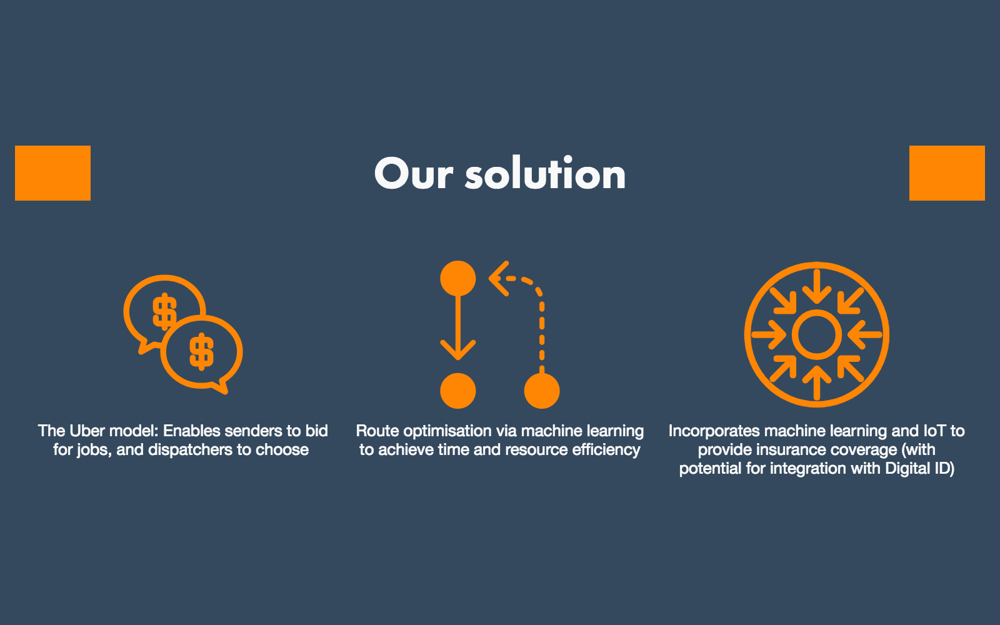 Our solution
$
$
The Uber model: Enables senders to bid
for jobs, and dispatchers to choose
Route optimisation via machine learning
to achieve time and resource efficiency
Incorporates machine learning and IoT to
provide insurance coverage (with
potential for integration with Digital ID)